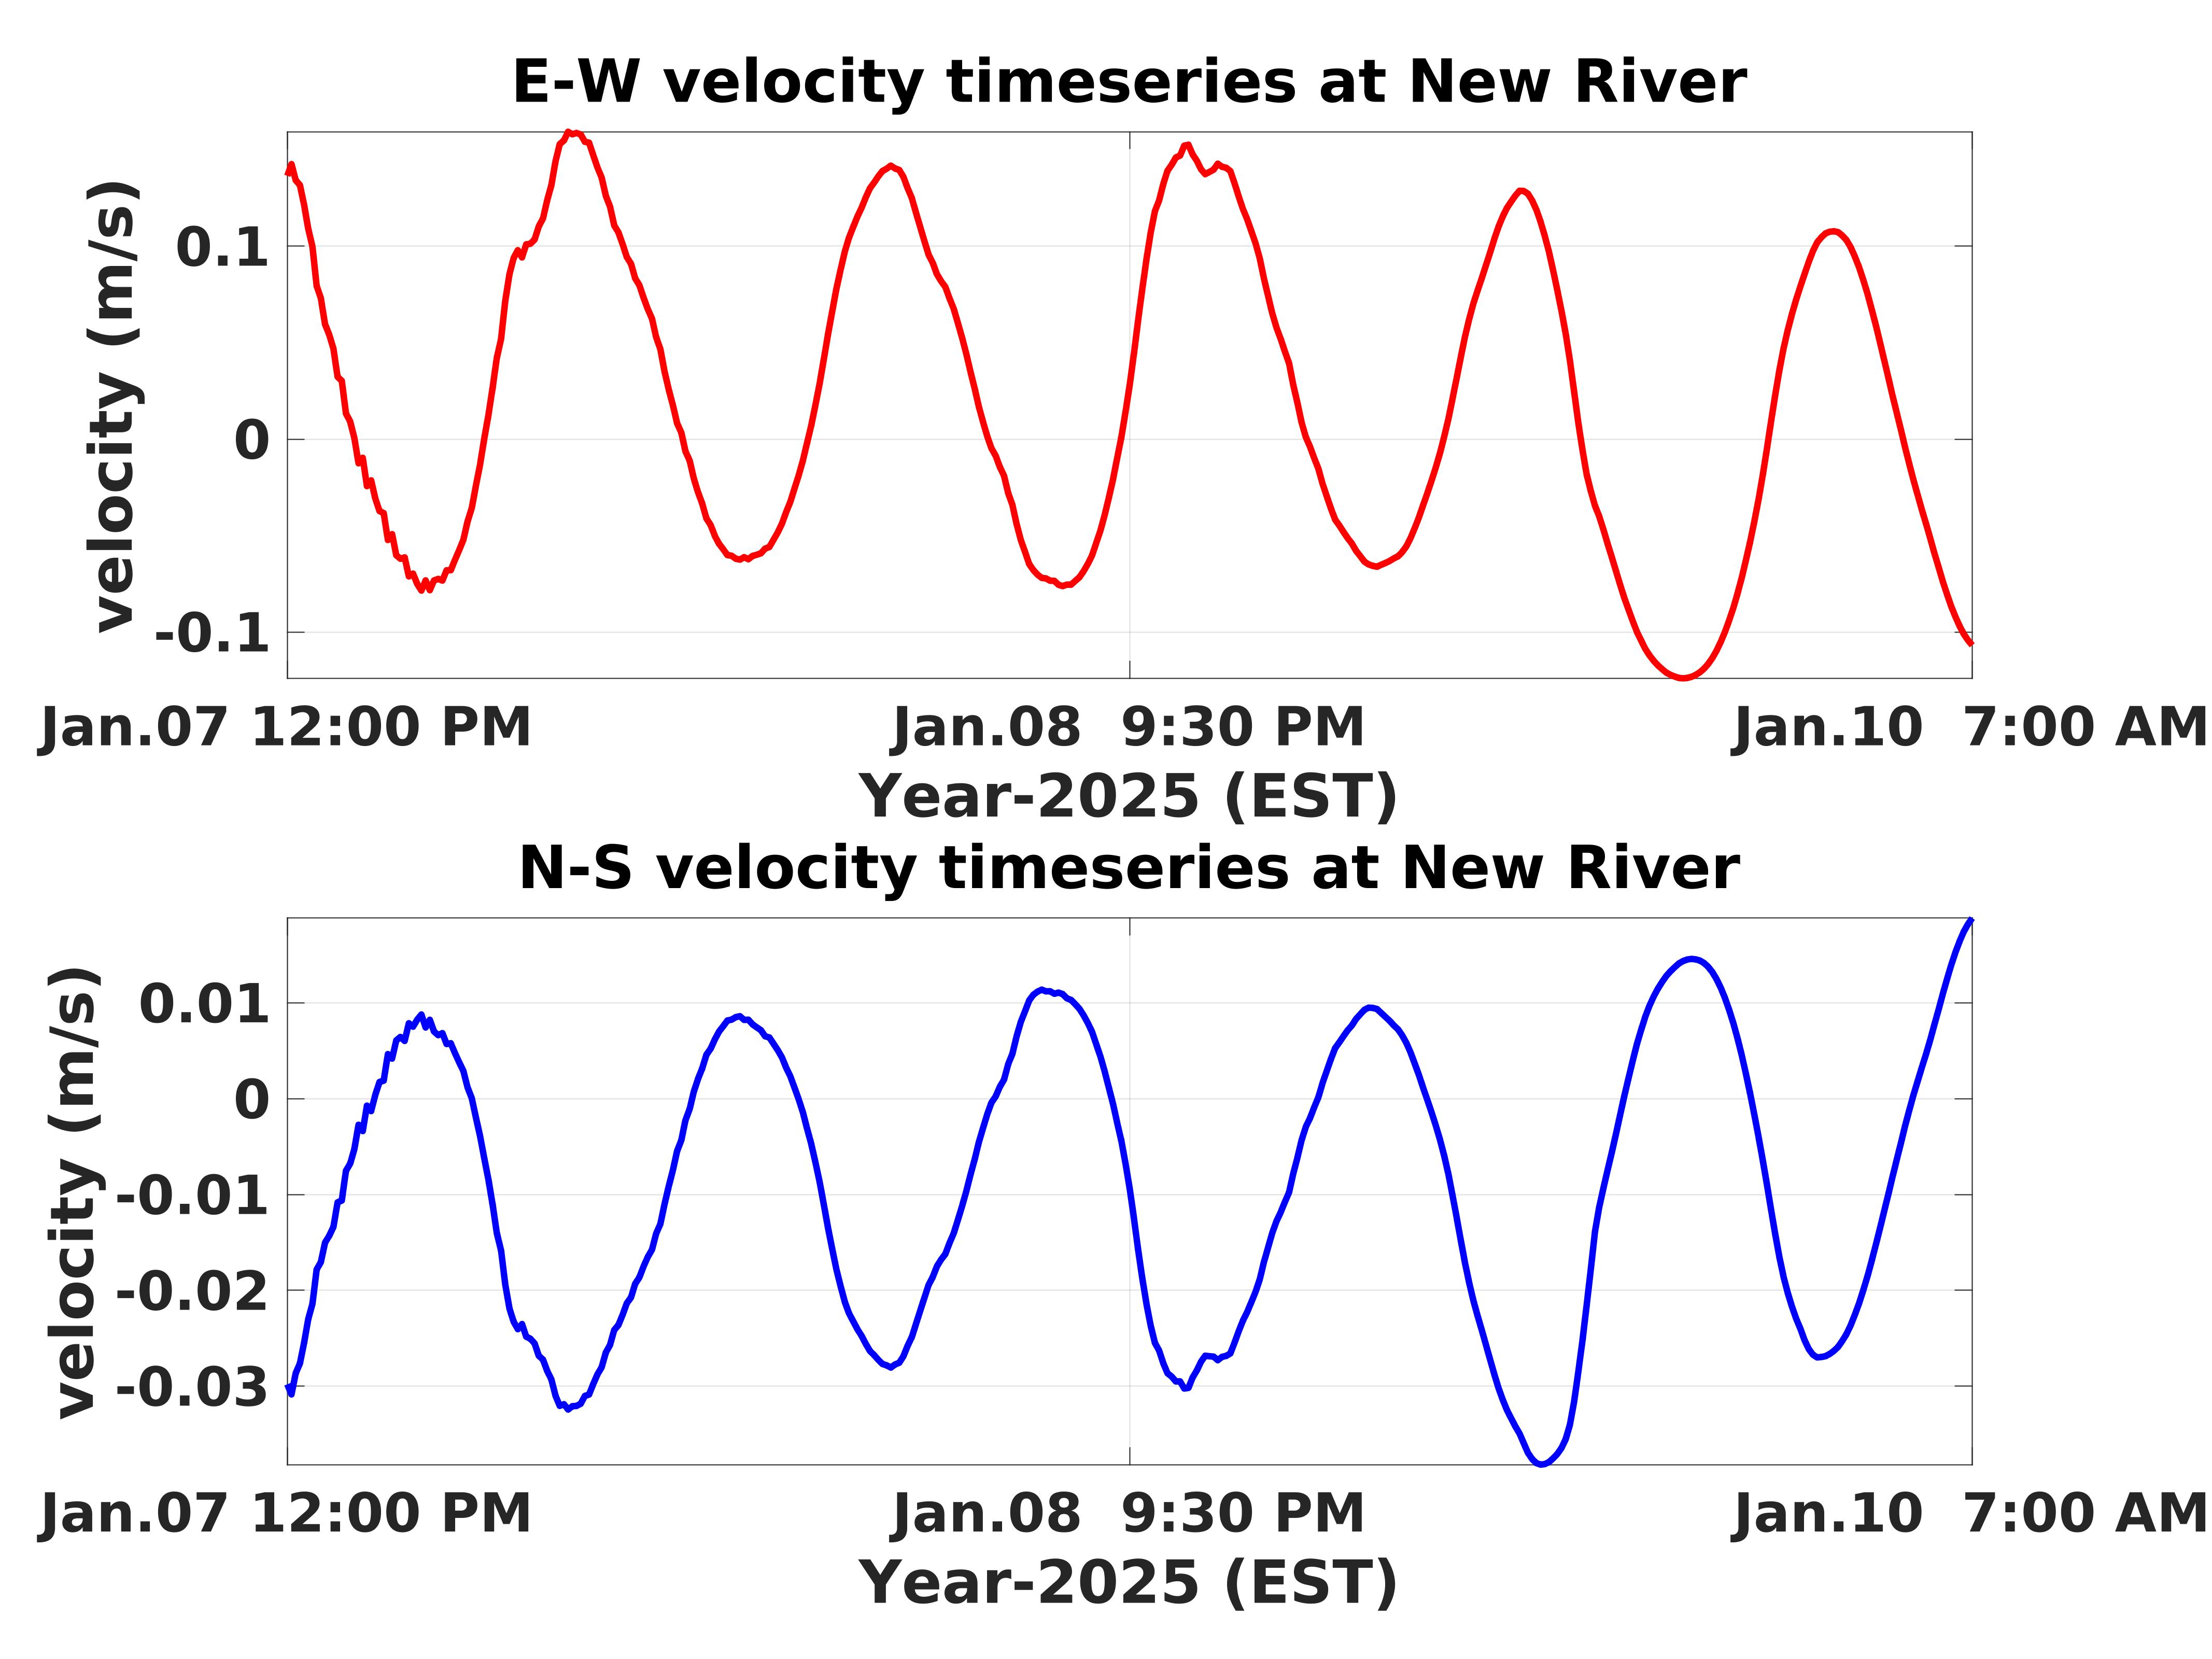 E-W velocity timeseries at New River
velocity (m/s)
0.1
0
-0.1
Jan.07 12:00 PM Jan.08 9:30 PM Jan.10 7:00 AM
Year-2025 (EST)
N-S velocity timeseries at New River
velocity (m/s)
0.01
0
-0.01
-0.02
-0.03
Jan.07 12:00 PM Jan.08 9:30 PM Jan.10 7:00 AM
Year-2025 (EST)